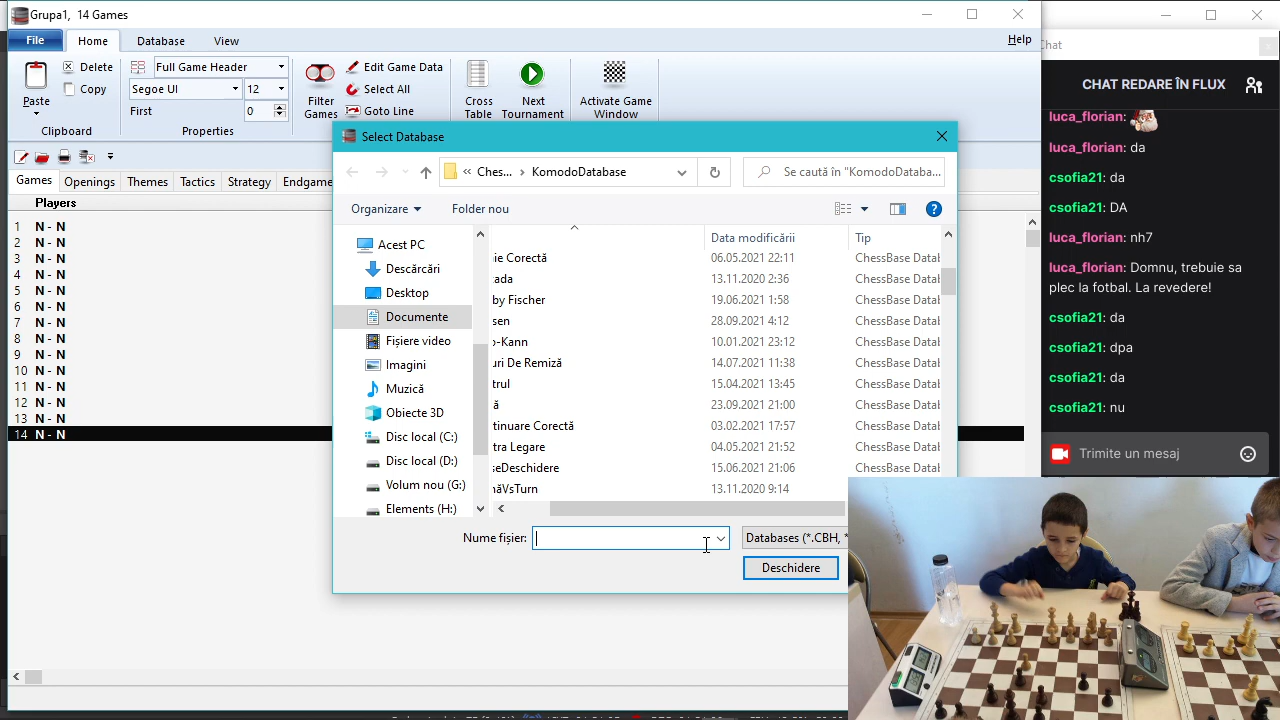 Grupa1, 14 Games
File
Home
Database
View
Help
Paste
Delete
Copy
Clipboard
Full Game Header
Segoe UI
12
First
0
Properties
Filter
Games
Edit Game Data
Select All
Goto Line
Cross
Table
Next
Tournament
Activate Game
Window
Games
Openings
Themes
Tactics
Strategy
Endgame
Players
1 N - N
2 N - N
3 N - N
4 N - N
5 N - N
6 N - N
7 N - N
8 N - N
9 N - N
10 N - N
11 N - N
12 N - N
13 N - N
14 N - N
Select Database
« Ches... › KomodoDatabase
Se caută în "KomodoDataba...
Organizare
Folder nou
Acest PC
Descărcări
Desktop
Documente
Fișiere video
Imagini
Muzică
Obiecte 3D
Disc local (C:)
Disc local (D:)
Volum nou (G:)
Elements (H:)
Data modificării
Tip
ie Corectă 06.05.2021 22:11 ChessBase Datal
ada 13.11.2020 2:36 ChessBase Datal
by Fischer 19.06.2021 1:58 ChessBase Datal
sen 28.09.2021 4:12 ChessBase Datal
o-Kann 10.01.2021 23:12 ChessBase Datal
uri De Remiză 14.07.2021 11:38 ChessBase Datal
trul 15.04.2021 13:45 ChessBase Datal
ă 23.09.2021 21:00 ChessBase Datal
tinuare Corectă 03.02.2021 17:57 ChessBase Datal
tra Legare 04.05.2021 21:52 ChessBase Datal
seDeschidere 15.06.2021 21:06 ChessBase Datal
năVsTurn 13.11.2020 9:14 ChessBase Datal
Nume fișier:
Databases (*.CBH, *
Deschidere
Chat
CHAT REDARE ÎN FLUX
luca_florian:
luca_florian: da
csofia21: da
csofia21: DA
luca_florian: nh7
luca_florian: Domnu, trebuie sa
plec la fotbal. La revedere!
csofia21: da
csofia21: dpa
csofia21: da
csofia21: nu
Trimite un mesaj